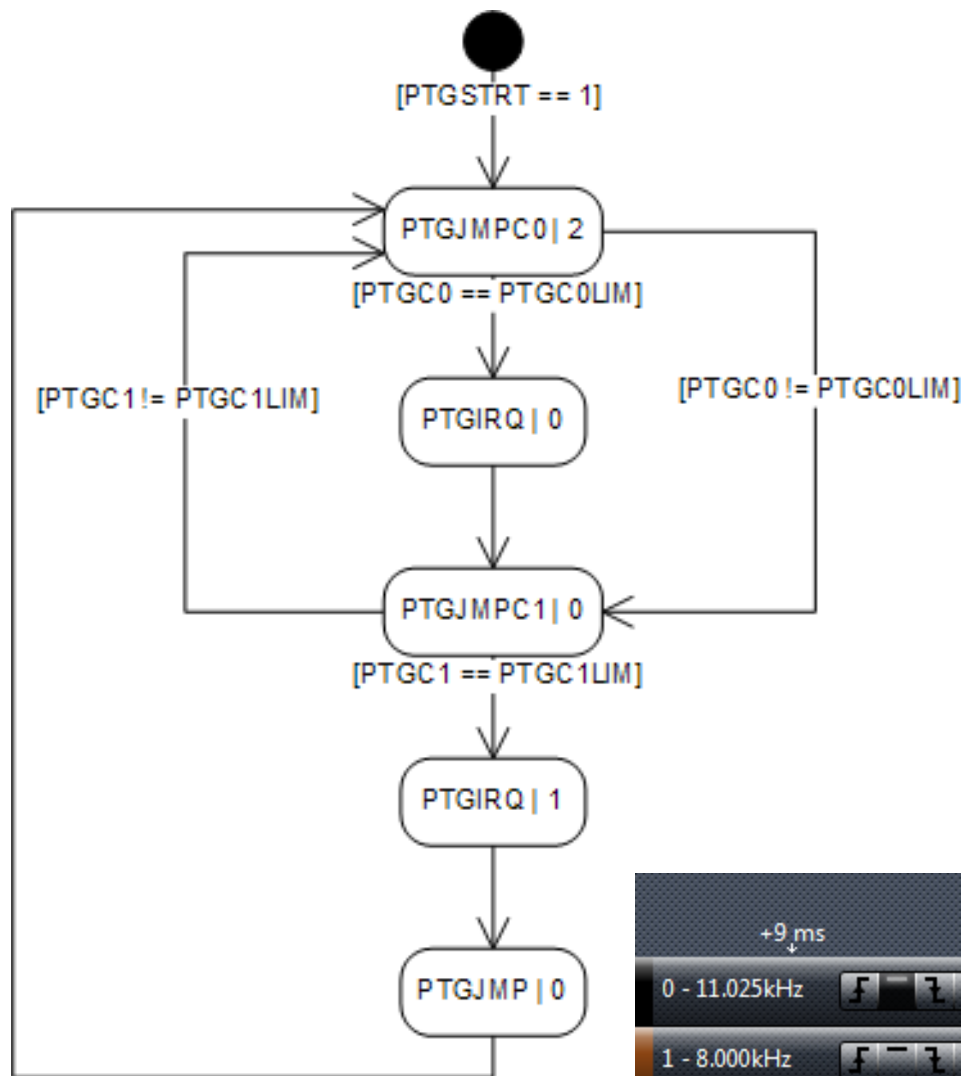 [PTGSTRT == 1]
PTGJMPC0 | 2
[PTGC0 == PTGC0LIM]
[PTGC1 != PTGC1LIM]
[PTGC0 != PTGC0LIM]
PTGIRQ | 0
PTGJMPC1 | 0
[PTGC1 == PTGC1LIM]
PTGIRQ | 1
PTGJMP | 0
+9 ms
0 - 11.025kHz
1 - 8.000kHz